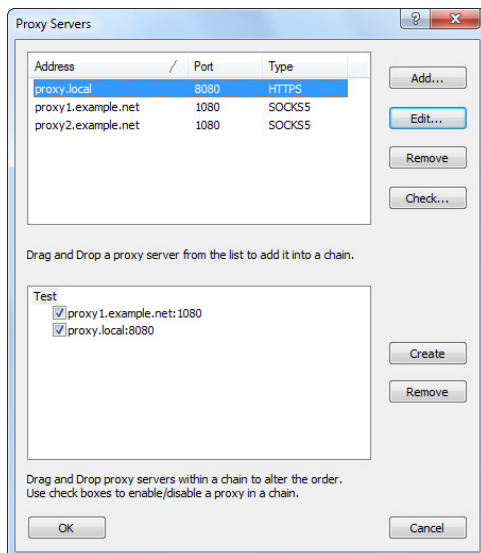 Proxy Servers
?
X
Address / Port Type
proxy.local 8080 HTTPS
proxy1.example.net 1080 SOCKS5
proxy2.example.net 1080 SOCKS5
Add...
Edit...
Remove
Check...
Drag and Drop a proxy server from the list to add it into a chain.
Test
proxy1.example.net:1080
proxy.local:8080
Create
Remove
Drag and Drop proxy servers within a chain to alter the order.
Use check boxes to enable/disable a proxy in a chain.
OK
Cancel